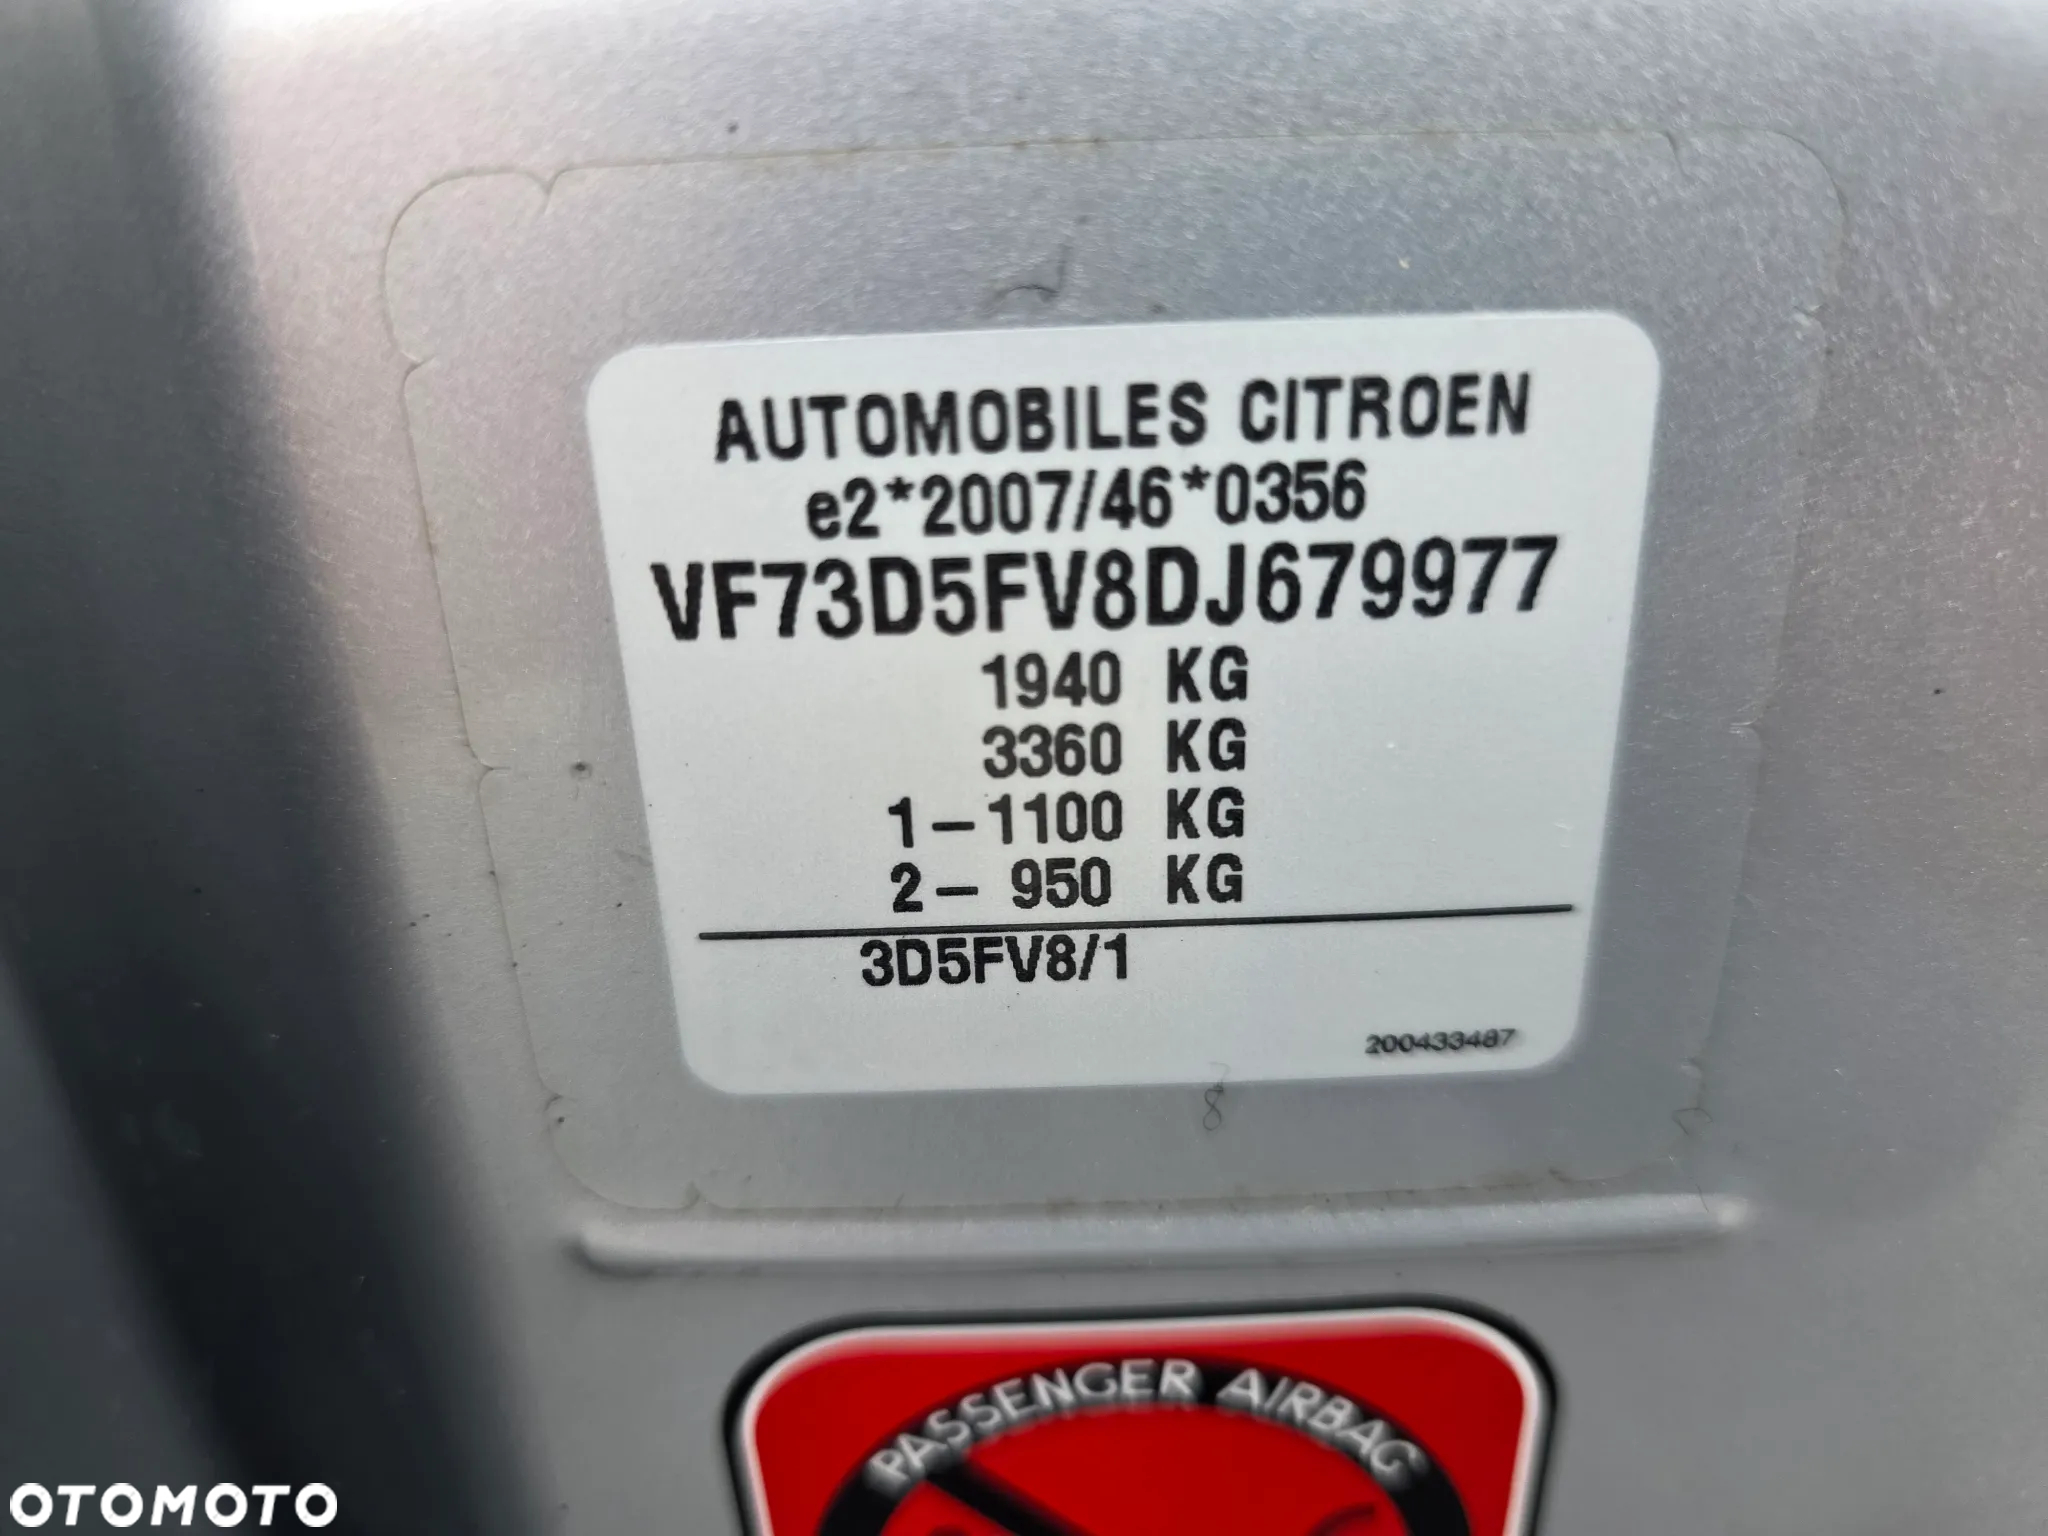 AUTOMOBILES CITROEN
e2*2007/46*0356
VF73D5FV8DJ679977
1940 KG
3360 KG
1-1100 KG
2- 950 KG
3D5FV8/1
200433487
PASSENGER AIRBAG
OTOMOTO